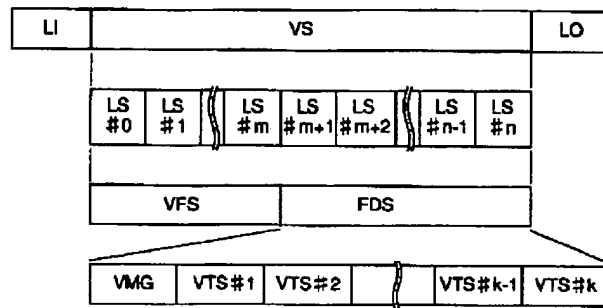 LI VS LO
LS LS LS LS LS LS LS
#0 #1 #m #m+1 #m+2 #n-1 #n
VFS FDS
VMG VTS#1 VTS#2 VTS#k-1 VTS#k